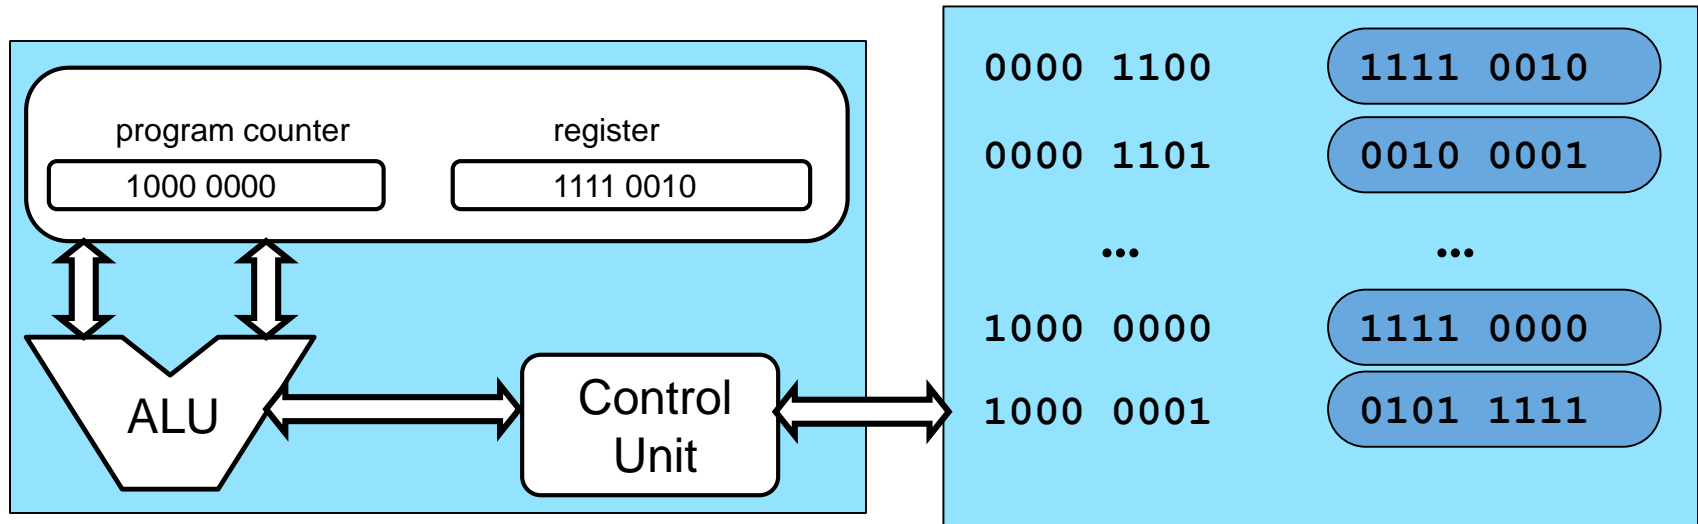 program counter register
1000 0000 1111 0010
ALU
Control
Unit
0000 1100 1111 0010
0000 1101 0010 0001
... ...
1000 0000 1111 0000
1000 0001 0101 1111